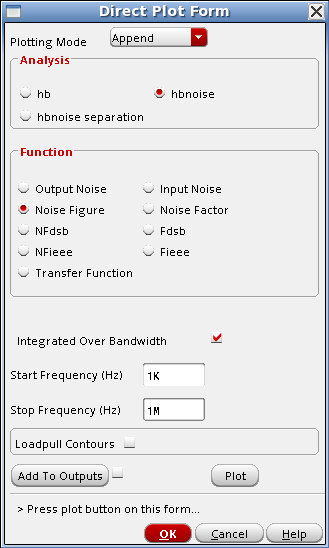 Direct Plot Form
Plotting Mode Append
Analysis
hb hbnoise
hbnoise separation
Function
Output Noise Input Noise
Noise Figure Noise Factor
NFdsb Fdsb
NFieee Fieee
Transfer Function
Integrated Over Bandwidth
Start Frequency (Hz) 1K
Stop Frequency (Hz) 1M
Loadpull Contours
Add To Outputs Plot
> Press plot button on this form...
OK Cancel Help